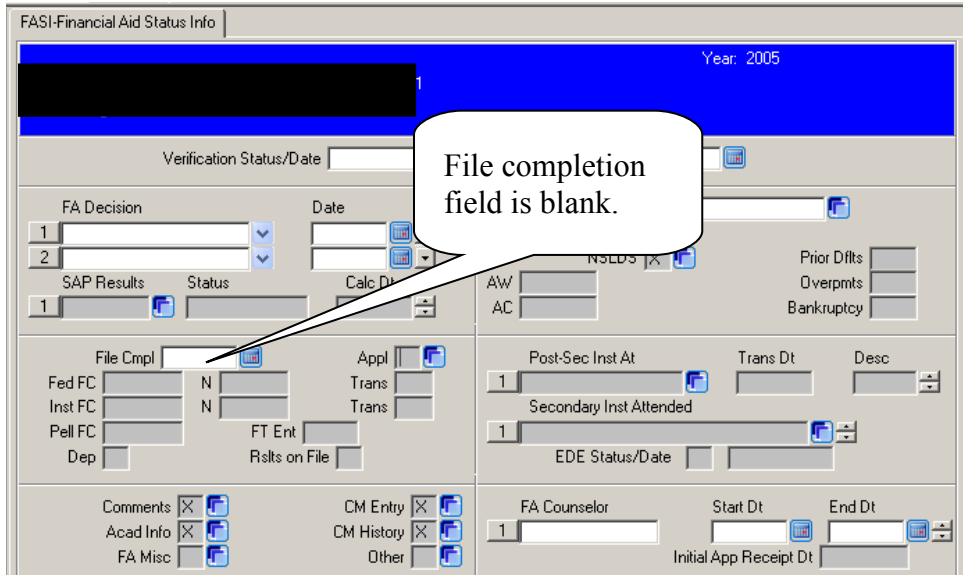 FASI-Financial Aid Status Info
Year: 2005
1
Verification Status/Date
File completion
field is blank.
FA Decision Date
1
2
NSLDS X Prior Dflts
SAP Results Status Calc Dt AW Overpmts
1 AC Bankruptcy
File Cmpl Appl Post-Sec Inst At Trans Dt Desc
Fed FC N Trans 1
Inst FC N Trans Secondary Inst Attended
Pell FC FT Ent 1
Dep Rslts on File EDE Status/Date
Comments X CM Entry X FA Counselor Start Dt End Dt
Acad Info X CM History X 1
FA Misc Other Initial App Receipt Dt